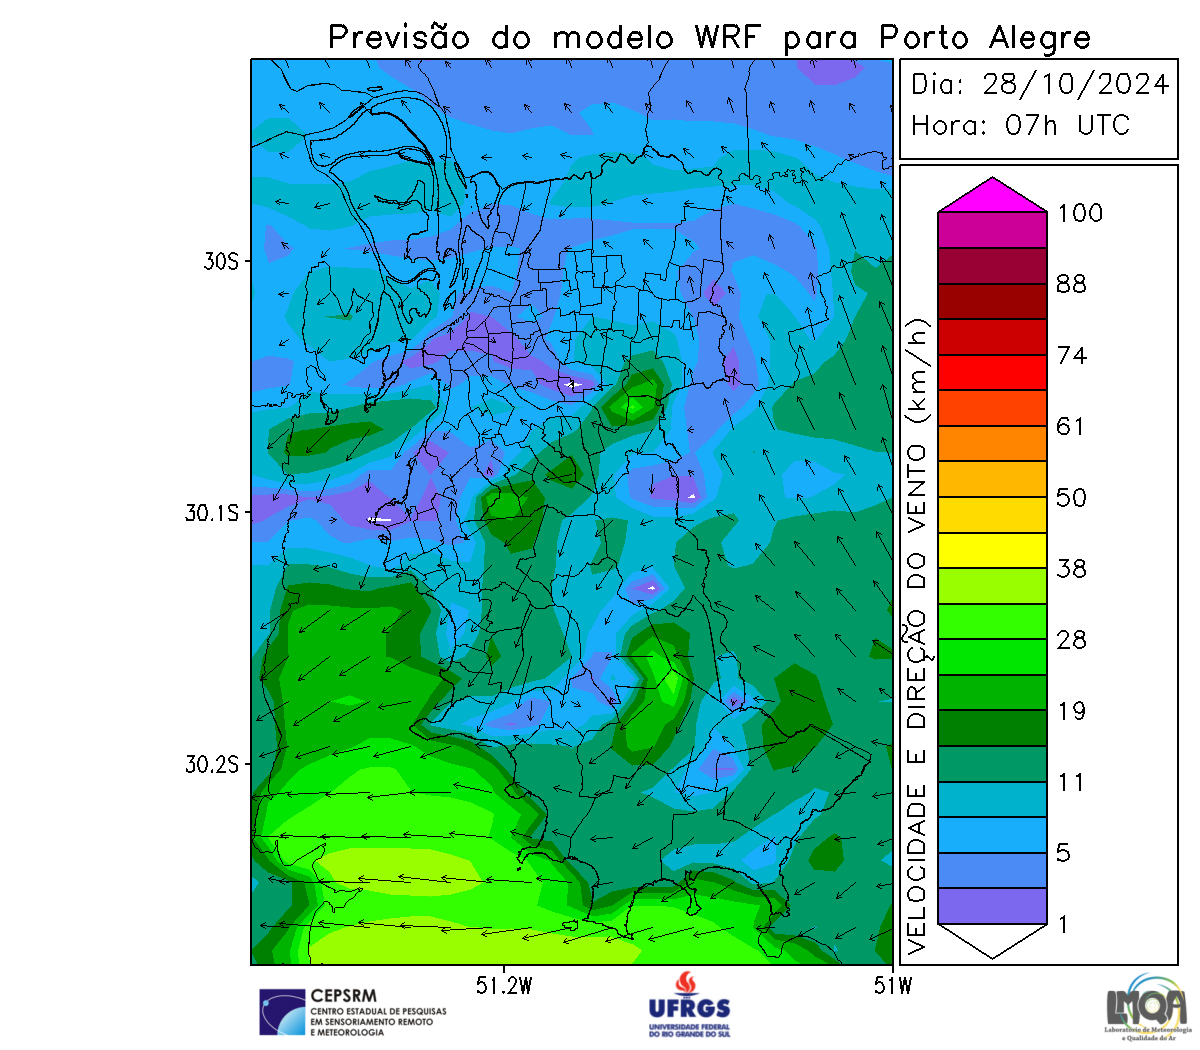 Previsão do modelo WRF para Porto Alegre
Dia: 28/10/2024
Hora: 07h UTC
100
88
74
61
50
38
28
19
11
5
1
VELOCIDADE E DIREÇÃO DO VENTO (km/h)
30S
30.1S
30.2S
51.2W
51W
CEPSRM
CENTRO ESTADUAL DE PESQUISAS
EM SENSORIAMENTO REMOTO
E METEOROLOGIA
UFRGS
UNIVERSIDADE FEDERAL
DO RIO GRANDE DO SUL
LMQA
Laboratório de Meteorologia
e Qualidade do Ar